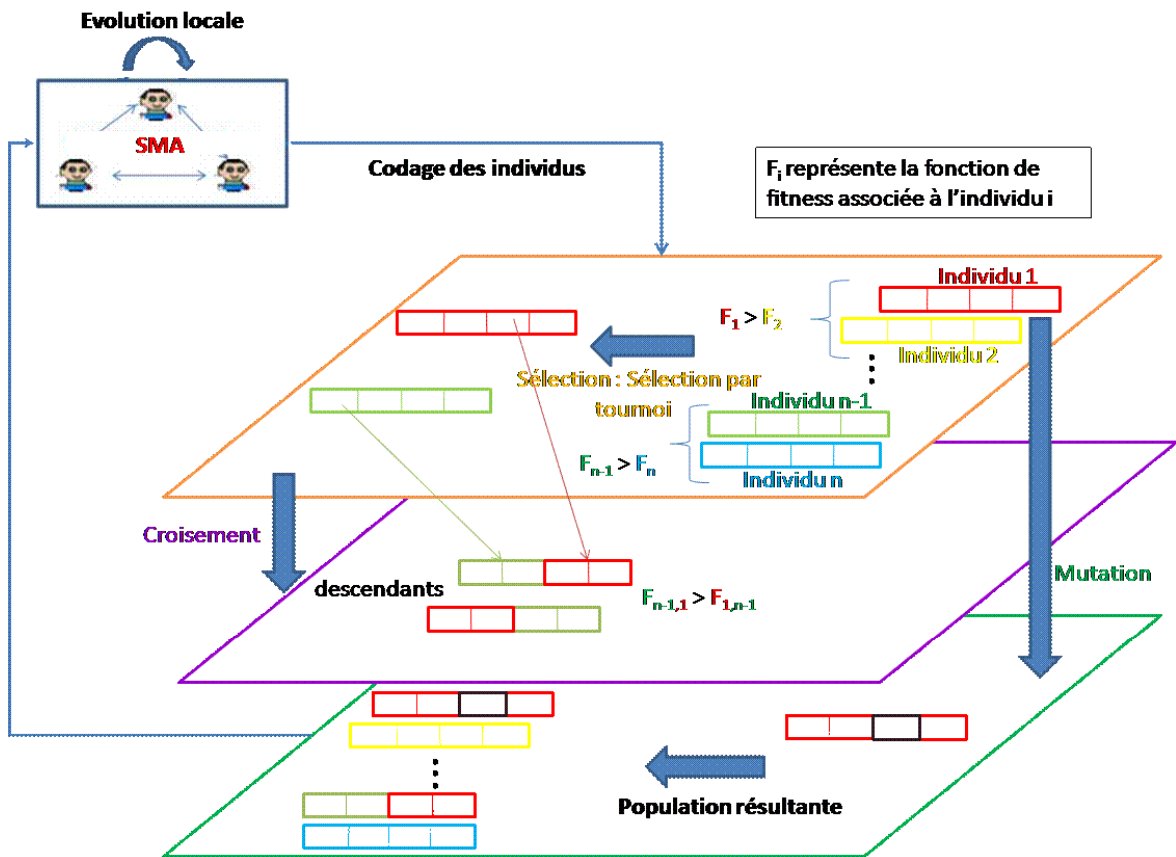 Evolution locale
SMA
Codage des individus
Fi représente la fonction de
fitness associée à l'individu i
Individu 1
F1 > F2
Individu 2
Sélection : Sélection par
tournoi
Individu n-1
Fn-1 > Fn
Individu n
Croisement
descendants
Fn-1,1 > F1,n-1
Mutation
Population résultante